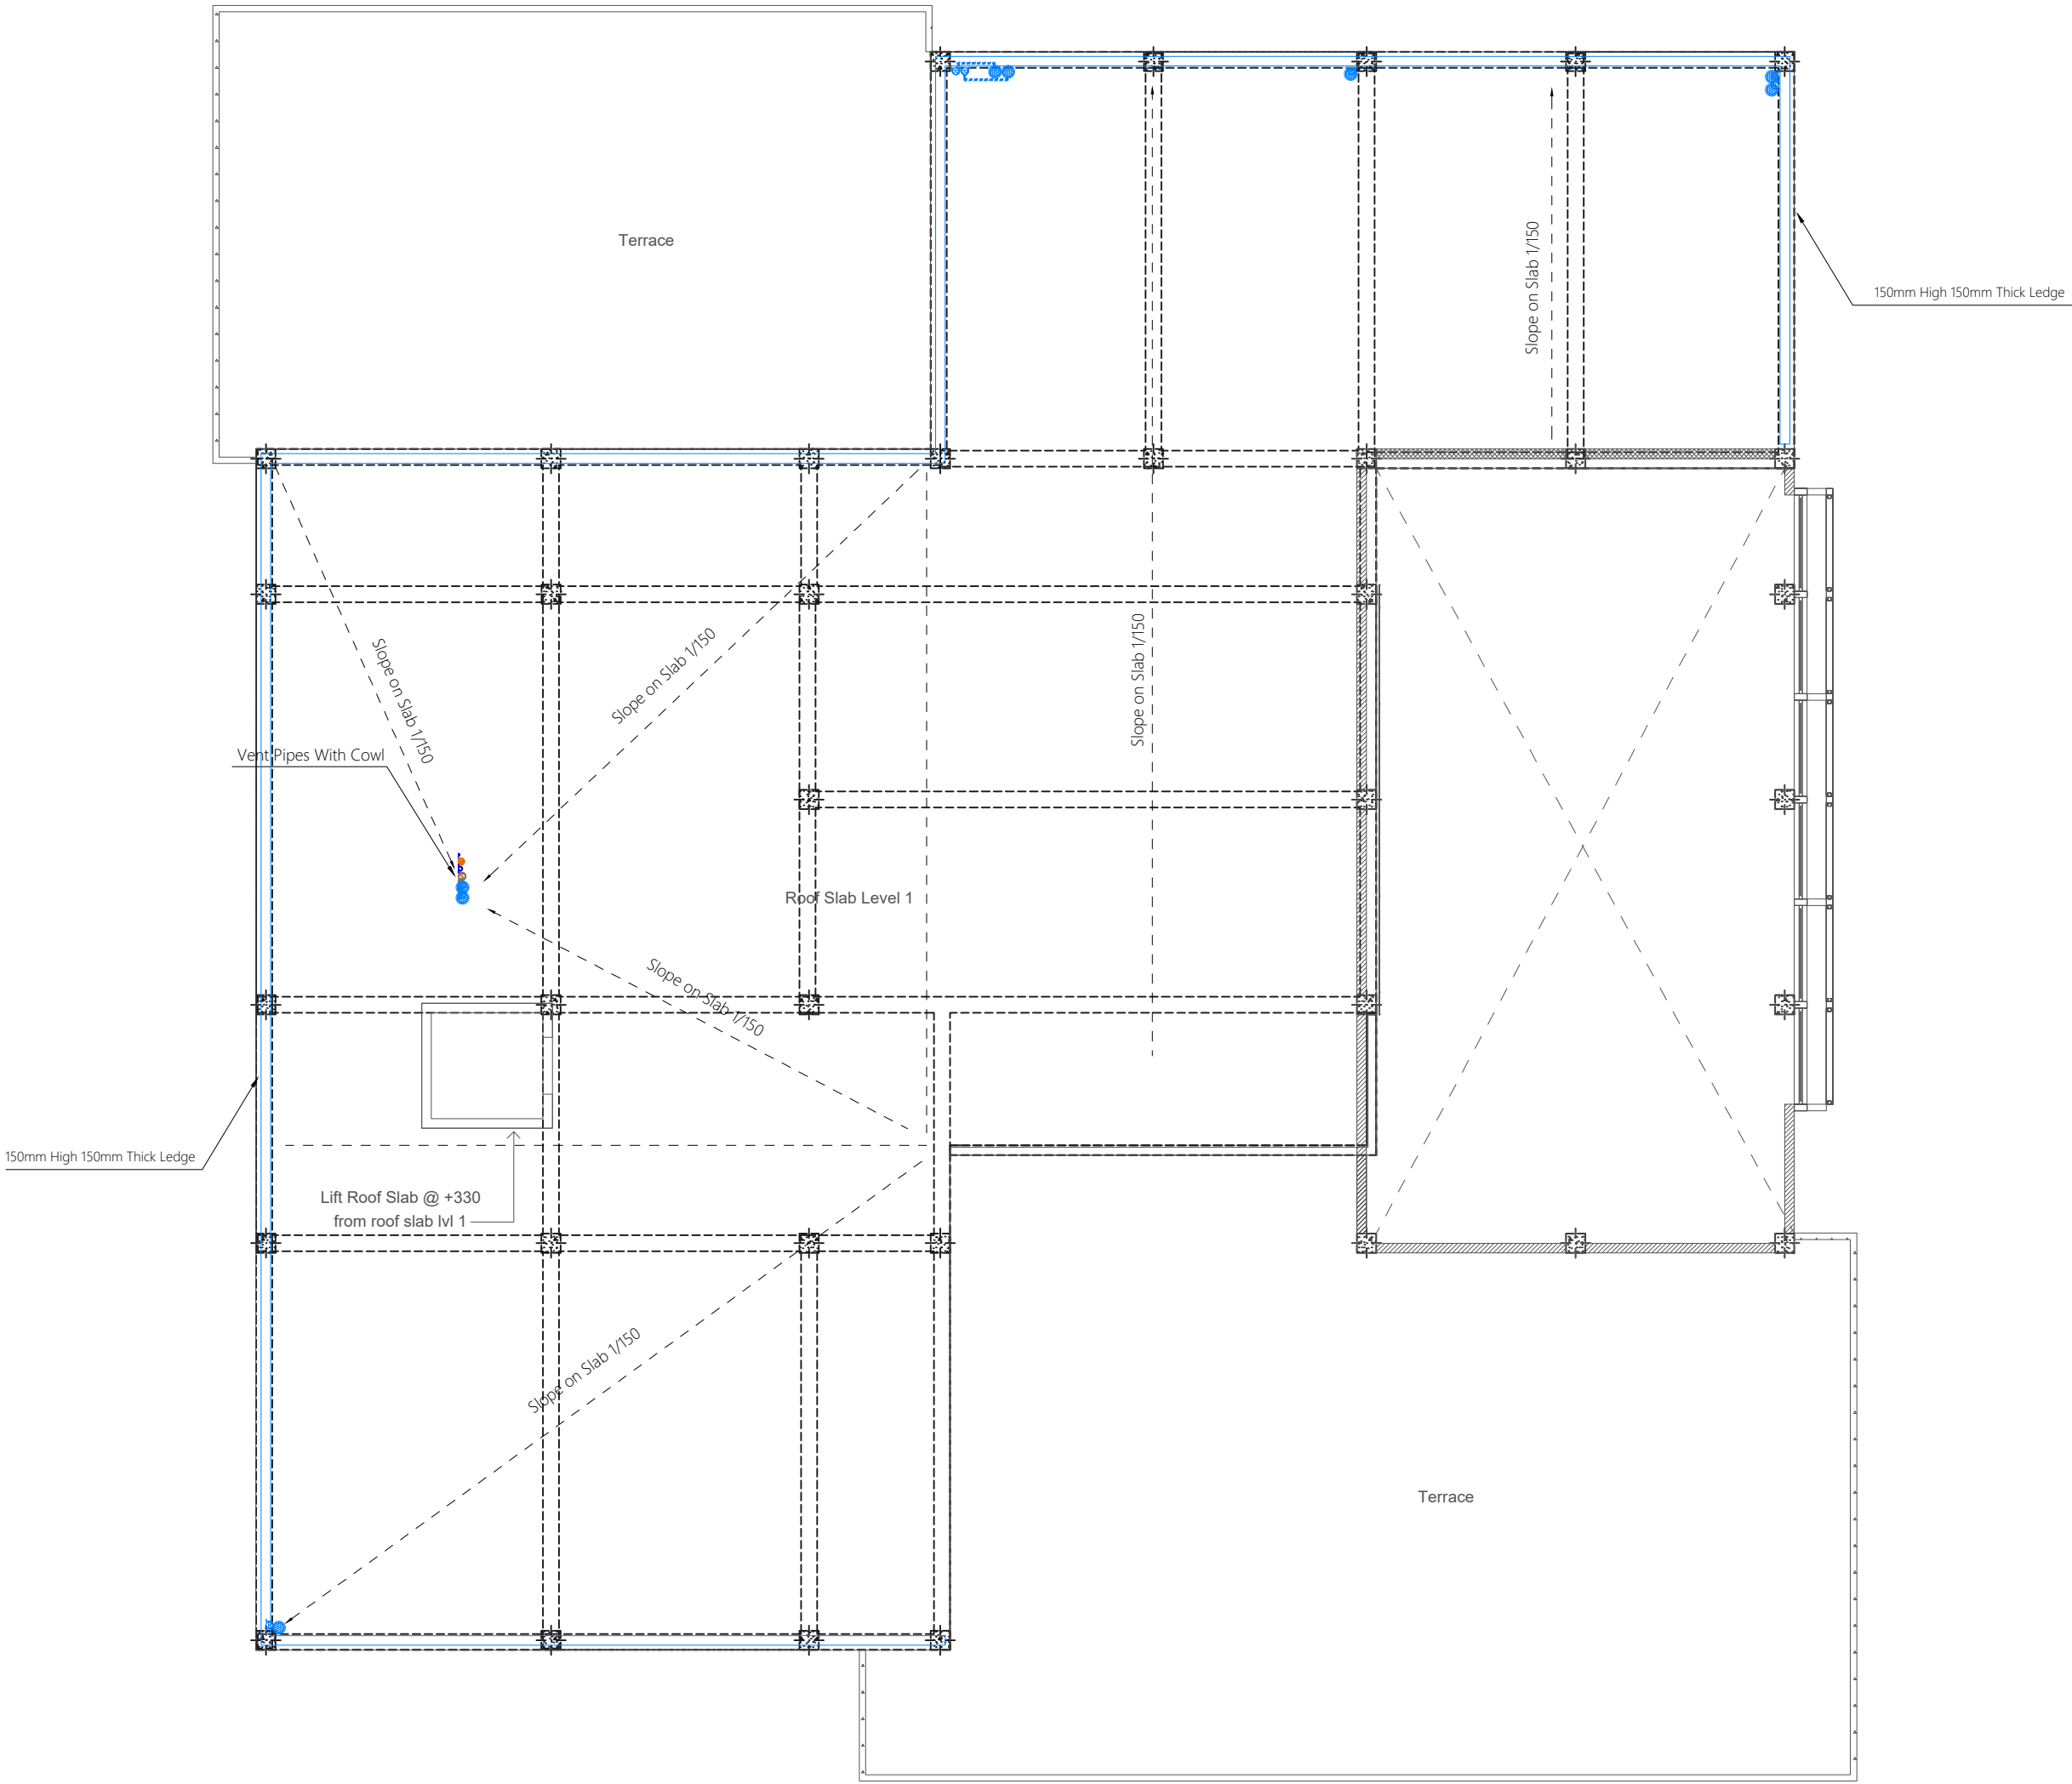 Terrace
Slope on Slab 1/150
150mm High 150mm Thick Ledge
Slope on Slab 1/150
Slope on Slab 1/150
Slope on Slab 1/150
Vent Pipes With Cowl
Roof Slab Level 1
Slope on Slab 1/150
150mm High 150mm Thick Ledge
Lift Roof Slab @ +330
from roof slab lvl 1
Slope on Slab 1/150
Terrace